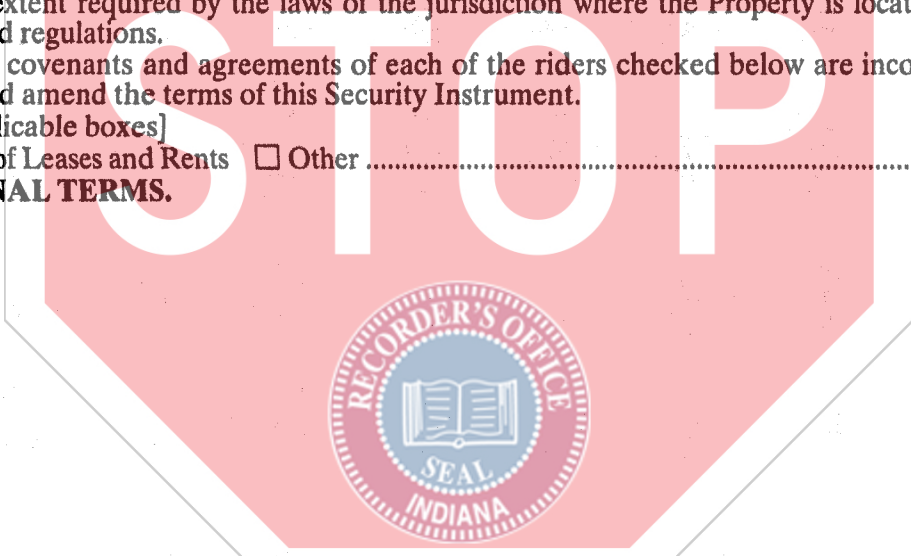 extent required by the laws of the jurisdiction where the Property is locat
d regulations.
covenants and agreements of each of the riders checked below are inco
d amend the terms of this Security Instrument.
licable boxes]
of Leases and Rents ☐ Other ........................................................
NAL TERMS.
STOP
RECORDER'S OFFICE
SEAL
INDIANA